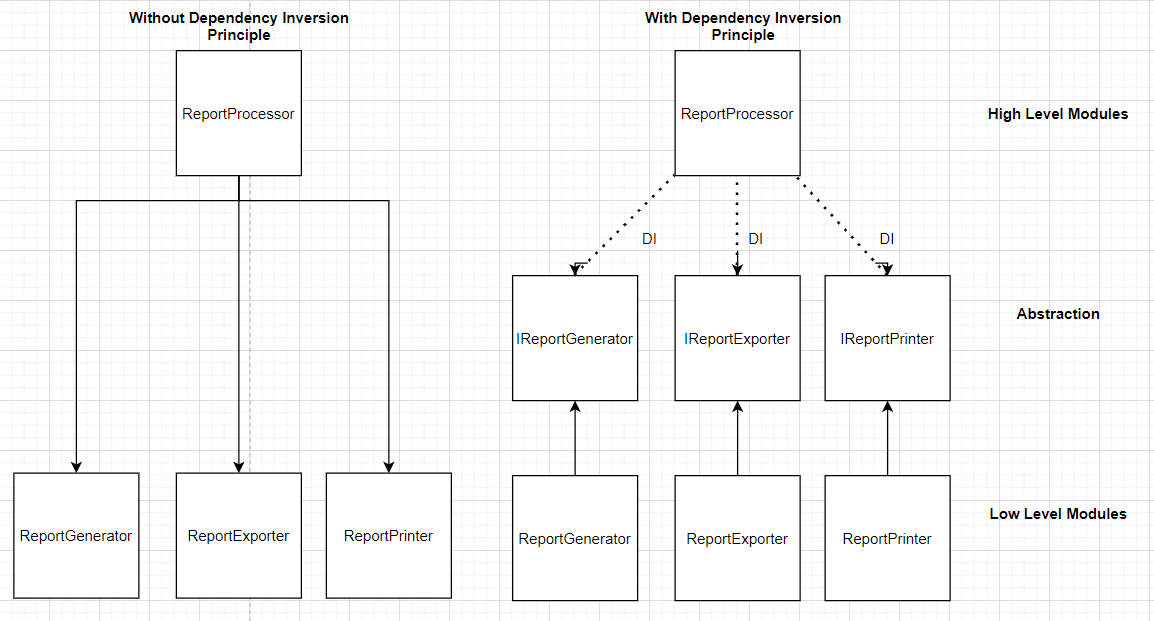 Without Dependency Inversion
Principle
With Dependency Inversion
Principle
ReportProcessor
ReportProcessor
High Level Modules
DI
DI
DI
IReportGenerator
IReportExporter
IReportPrinter
Abstraction
ReportGenerator
ReportExporter
ReportPrinter
ReportGenerator
ReportExporter
ReportPrinter
Low Level Modules